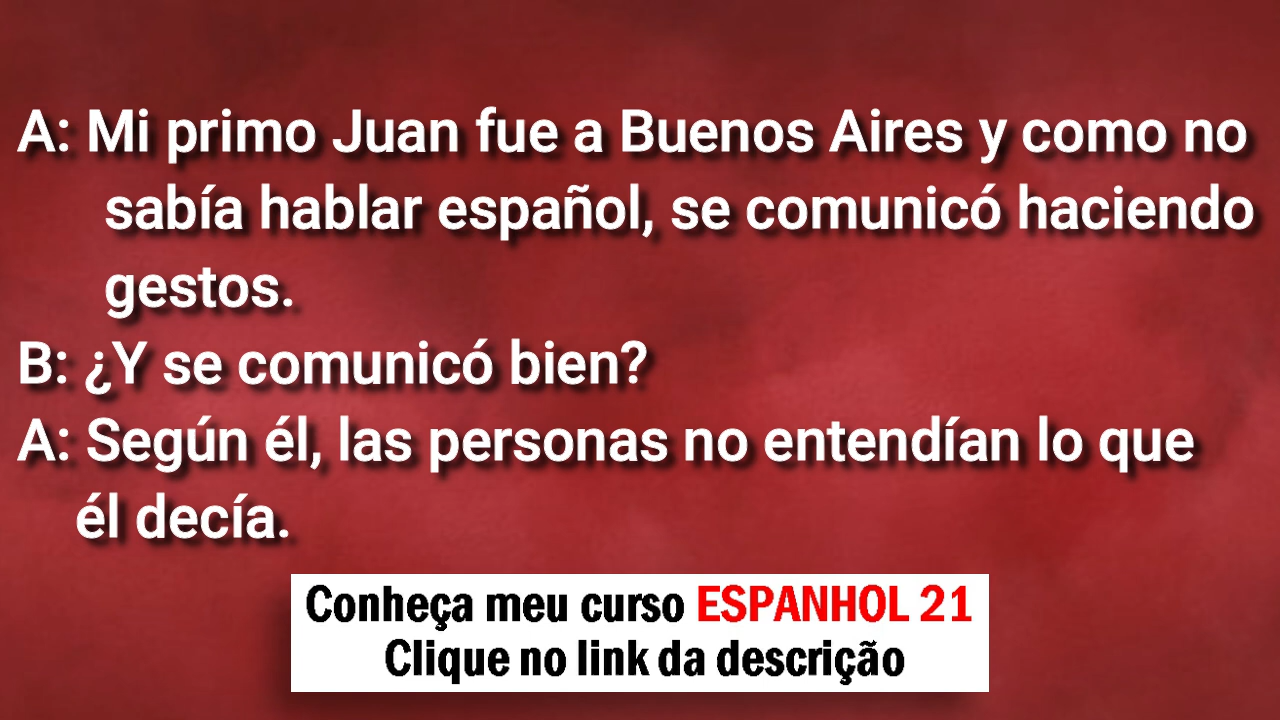 A: Mi primo Juan fue a Buenos Aires y como no
sabía hablar español, se comunicó haciendo
gestos.
B: ¿Y se comunicó bien?
A: Según él, las personas no entendían lo que
él decía.
Conheça meu curso ESPANHOL 21
Clique no link da descrição